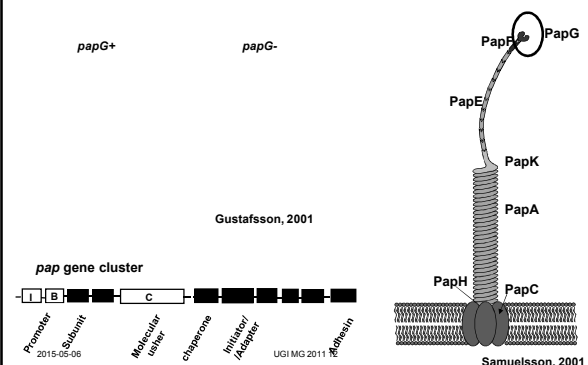 papG+
papG-
Gustafsson, 2001
pap gene cluster
I
B
C
Promoter
Subunit
Molecular
usher
chaperone
Initiator/
/Adapter
Adhesin
2015-05-06
UGI MG 2011
PapF
PapG
PapE
PapK
PapA
PapH
PapC
Samuelsson, 2001